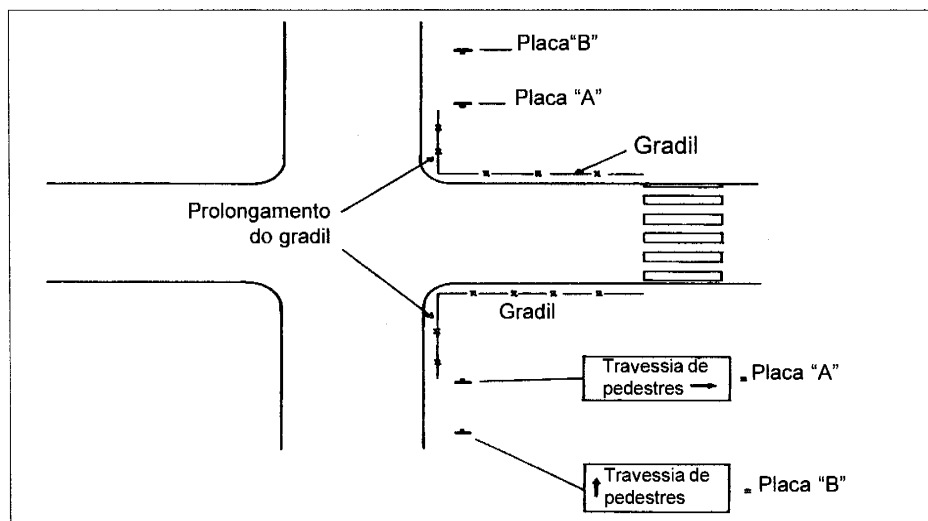 Placa"B"
Placa "A"
Gradil
Prolongamento
do gradil
Gradil
Travessia de
pedestres →
Placa "A"
↑ Travessia de
pedestres
Placa "B"